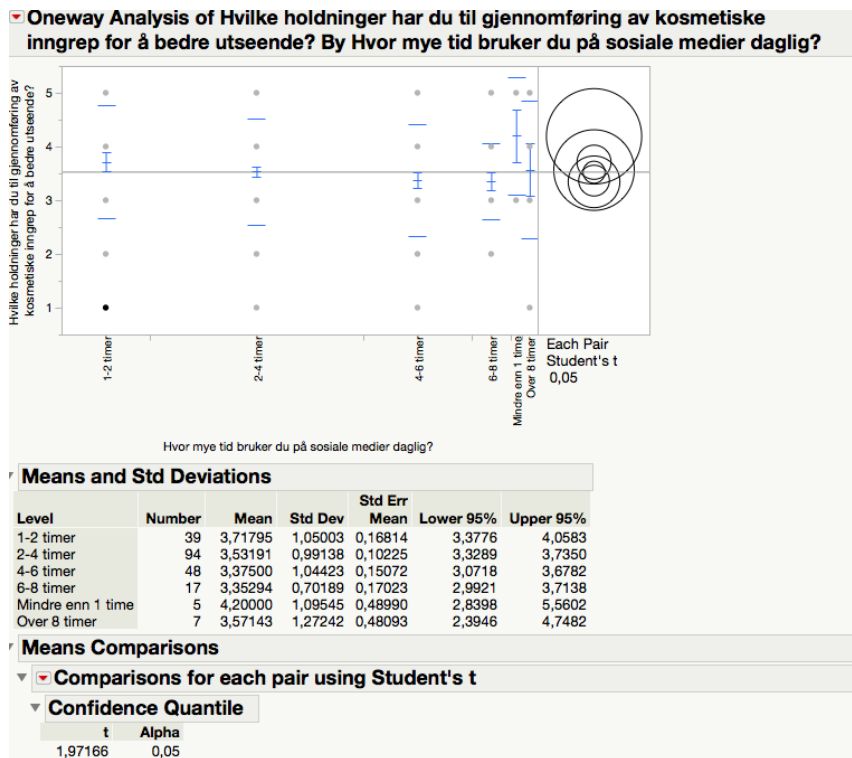 Oneway Analysis of Hvilke holdninger har du til gjennomføring av kosmetiske
inngrep for å bedre utseende? By Hvor mye tid bruker du på sosiale medier daglig?
Hvilke holdninger har du til gjennomføring av
kosmetiske inngrep for å bedre utseende?
5
4
3
2
1
1-2 timer
2-4 timer
4-6 timer
6-8 timer
Mindre enn 1 time
Over 8 timer
Each Pair
Student's t
0,05
Hvor mye tid bruker du på sosiale medier daglig?
Means and Std Deviations
Std Err
Level Number Mean Std Dev Mean Lower 95% Upper 95%
1-2 timer 39 3,71795 1,05003 0,16814 3,3776 4,0583
2-4 timer 94 3,53191 0,99138 0,10225 3,3289 3,7350
4-6 timer 48 3,37500 1,04423 0,15072 3,0718 3,6782
6-8 timer 17 3,35294 0,70189 0,17023 2,9921 3,7138
Mindre enn 1 time 5 4,20000 1,09545 0,48990 2,8398 5,5602
Over 8 timer 7 3,57143 1,27242 0,48093 2,3946 4,7482
Means Comparisons
Comparisons for each pair using Student's t
Confidence Quantile
t Alpha
1,97166 0,05